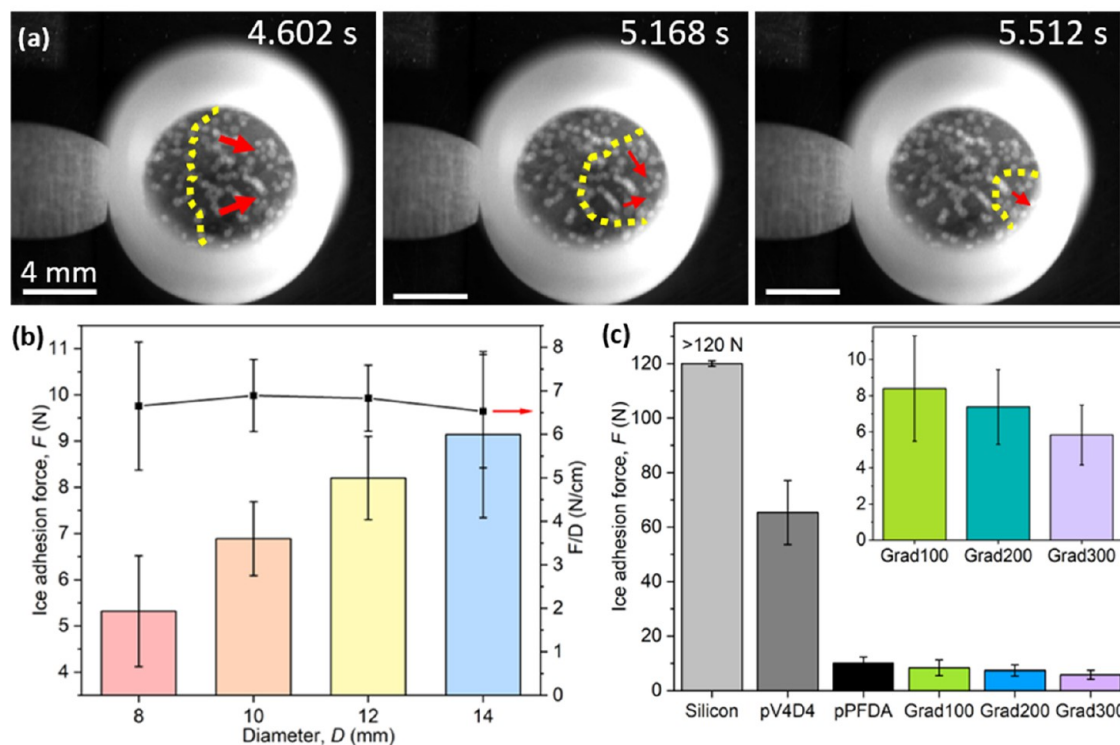 (a)
4.602 s
5.168 s
5.512 s
4 mm
(b)
11
10
9
8
7
6
5
4
Ice adhesion force, F (N)
8
7
6
5
4
3
2
1
0
F/D (N/cm)
8
10
12
14
Diameter, D (mm)
(c)
>120 N
120
100
80
60
40
20
10
0
Ice adhesion force, F (N)
Silicon
pV4D4
pPFDA
Grad100
Grad200
Grad300
10
8
6
4
2
0
Grad100
Grad200
Grad300